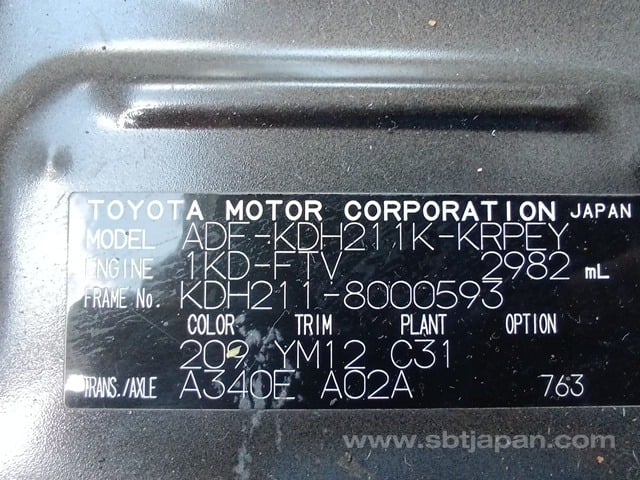 TOYOTA MOTOR CORPORATION JAPAN
MODEL ADF-KDH211K-KRPEY
ENGINE 1KD-FTV 2982 mL
FRAME No. KDH211-8000593
COLOR TRIM PLANT OPTION
209 YM12 C31
TRANS./AXLE A340E A02A 763
www.sbtjapan.com